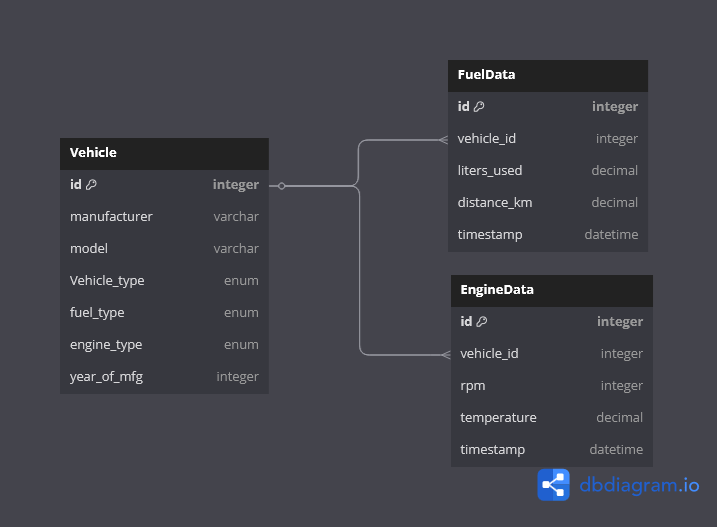 Vehicle
id integer
manufacturer varchar
model varchar
Vehicle_type enum
fuel_type enum
engine_type enum
year_of_mfg integer
FuelData
id integer
vehicle_id integer
liters_used decimal
distance_km decimal
timestamp datetime
EngineData
id integer
vehicle_id integer
rpm integer
temperature decimal
timestamp datetime
dbdiagram.io